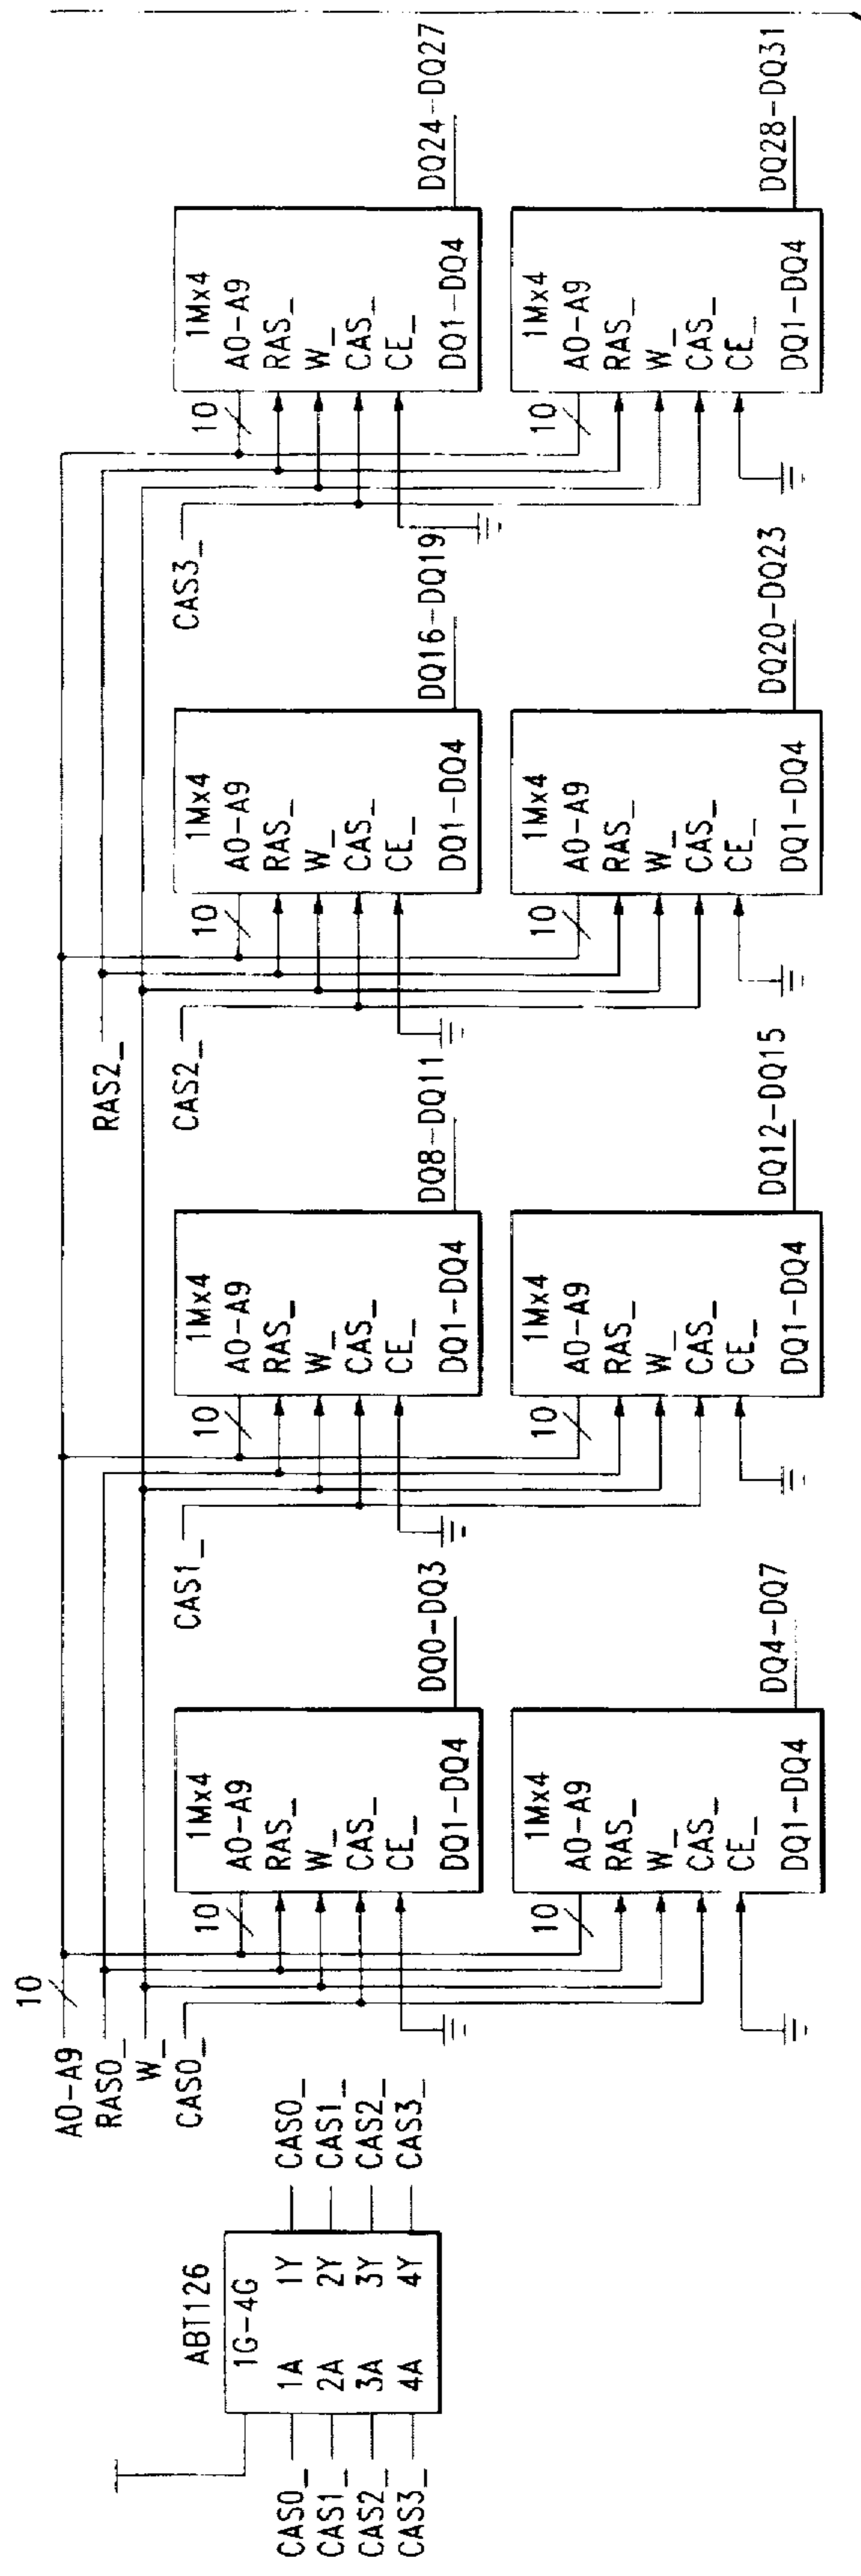 ABT126
1G-4G
CAS0_ 1A 1Y CAS0_
CAS1_ 2A 2Y CAS1_
CAS2_ 3A 3Y CAS2_
CAS3_ 4A 4Y CAS3_
10
A0-A9
RAS0_
W_
CAS0_
RAS2_
10
1Mx4
A0-A9
RAS_
W_
CAS_
CE_
DQ1-DQ4
DQ0-DQ3
CAS1_
10
1Mx4
A0-A9
RAS_
W_
CAS_
CE_
DQ1-DQ4
DQ8-DQ11
CAS2_
10
1Mx4
A0-A9
RAS_
W_
CAS_
CE_
DQ1-DQ4
DQ16-DQ19
CAS3_
10
1Mx4
A0-A9
RAS_
W_
CAS_
CE_
DQ1-DQ4
DQ24-DQ27
10
1Mx4
A0-A9
RAS_
W_
CAS_
CE_
DQ1-DQ4
DQ4-DQ7
10
1Mx4
A0-A9
RAS_
W_
CAS_
CE_
DQ1-DQ4
DQ12-DQ15
10
1Mx4
A0-A9
RAS_
W_
CAS_
CE_
DQ1-DQ4
DQ20-DQ23
10
1Mx4
A0-A9
RAS_
W_
CAS_
CE_
DQ1-DQ4
DQ28-DQ31